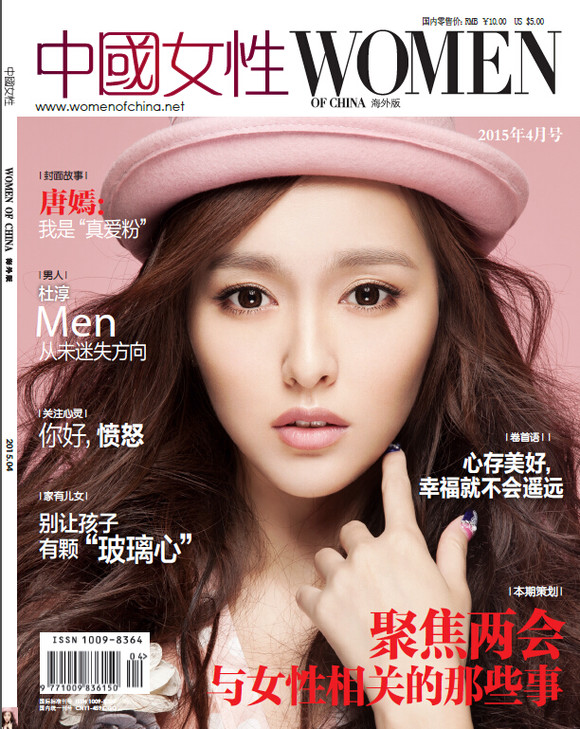 国内零售价: RMB ￥10.00 US $5.00
中國女性 WOMEN
www.womenofchina.net
OF CHINA 海外版
2015年4月号
中國女性
WOMEN OF CHINA 海外版
2015.04
|封面故事|
唐嫣:
我是“真爱粉”
|男人|
杜淳
Men
从未迷失方向
|关注心灵|
你好, 愤怒
|家有儿女|
别让孩子
有颗“玻璃心”
|卷首语||
心存美好,
幸福就不会遥远
|本期策划|
聚焦两会
与女性相关的那些事
ISSN 1009-8364
04>
9 771009 836150